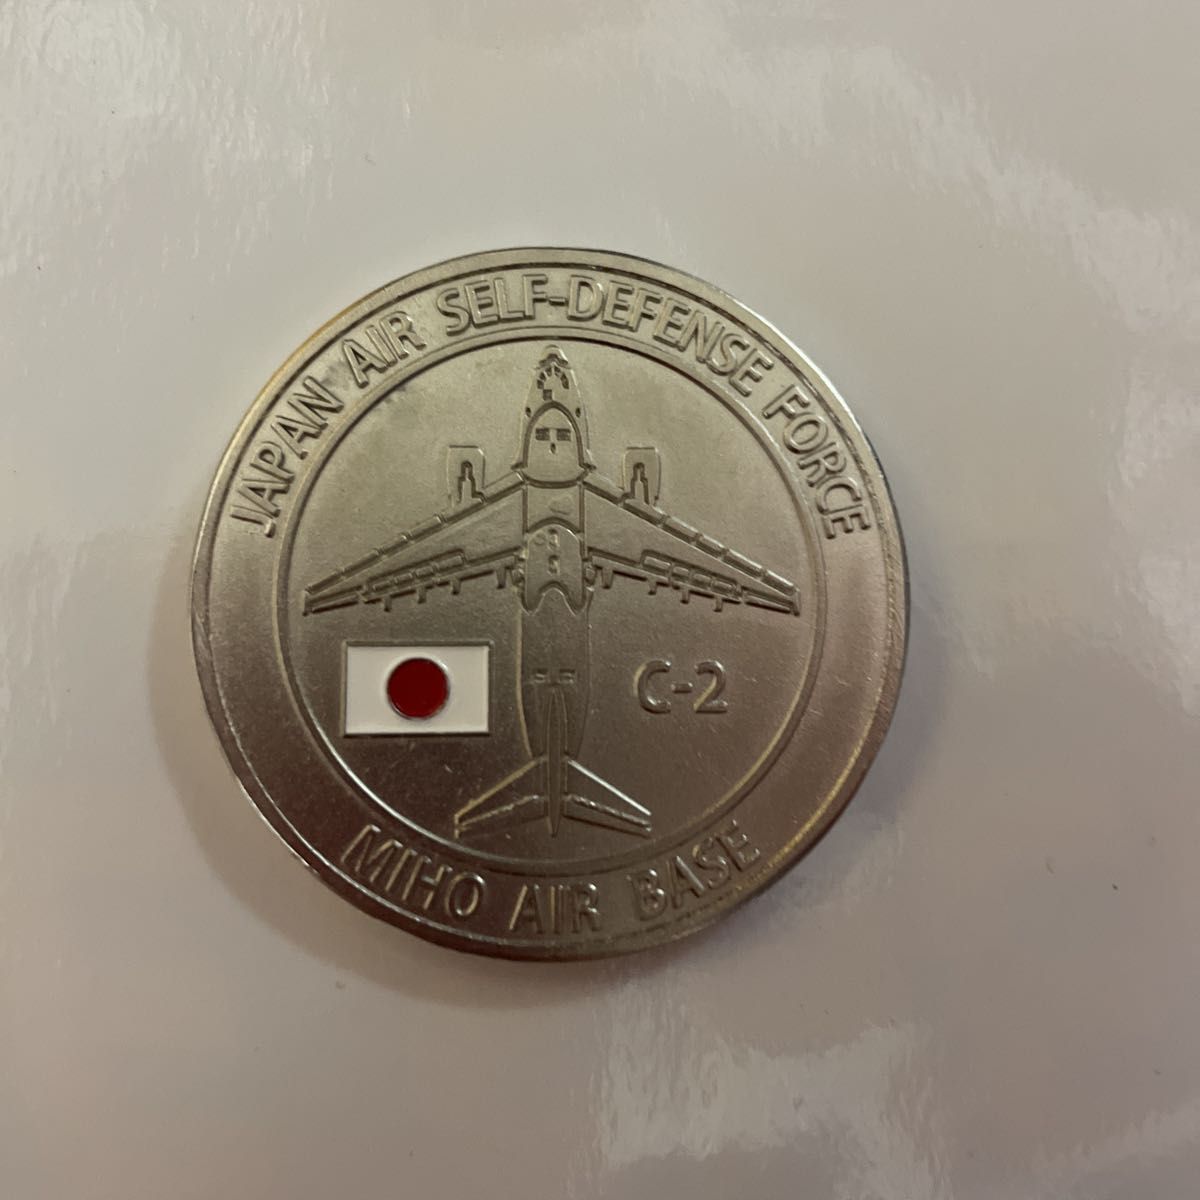 JAPAN AIR SELF-DEFENSE FORCE
C-2
MIHO AIR BASE